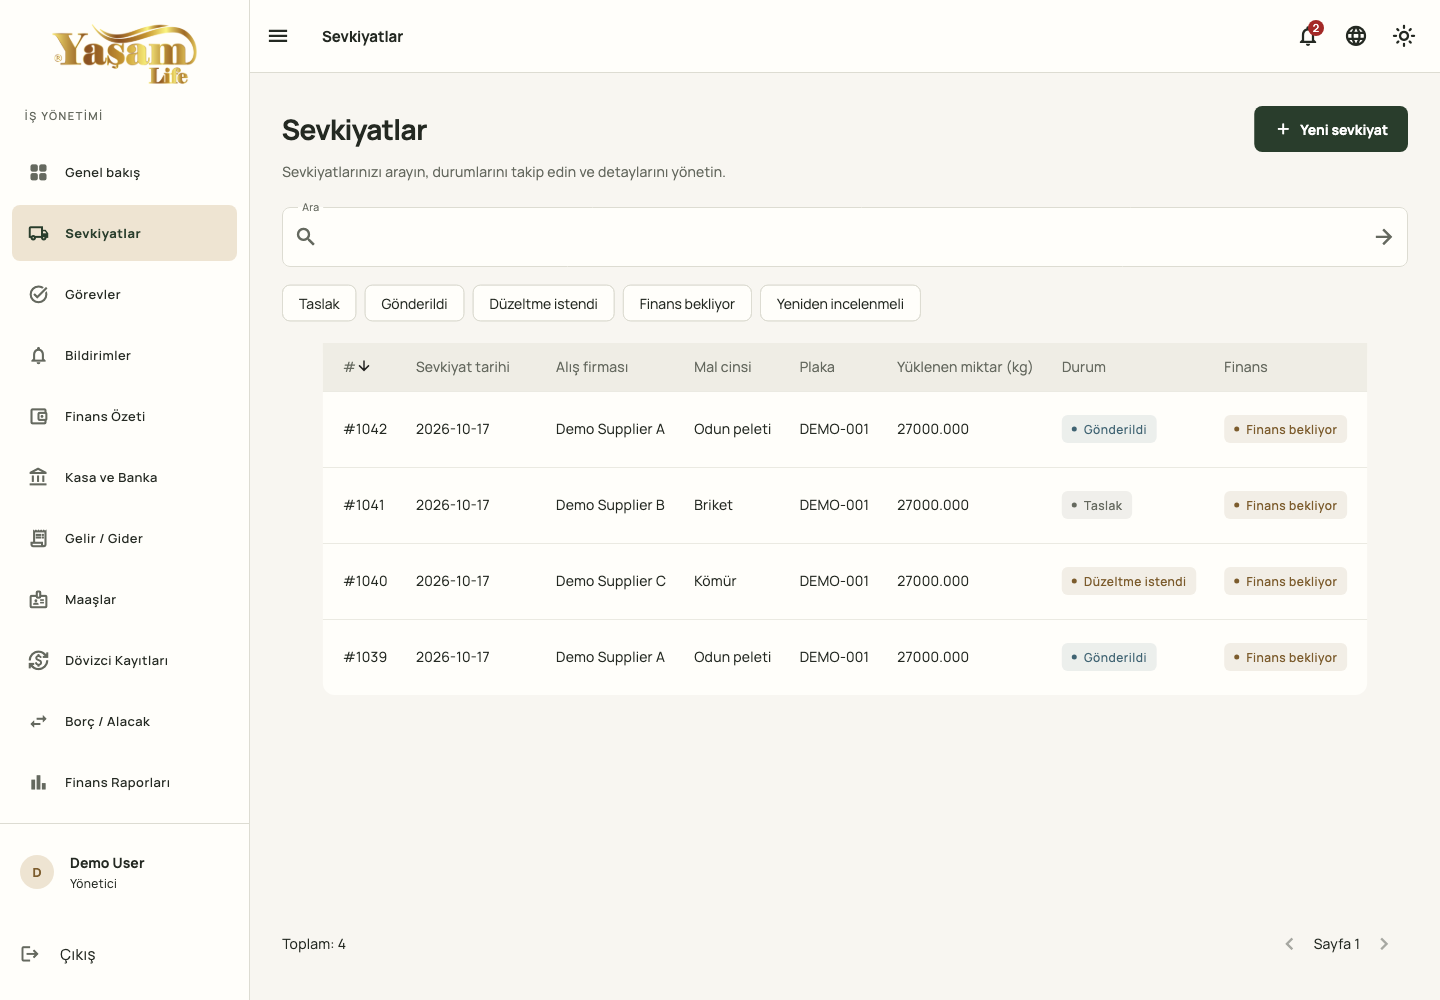 Yaşam
Life
®
İŞ YÖNETİMİ
Genel bakış
Sevkiyatlar
Görevler
Bildirimler
Finans Özeti
Kasa ve Banka
Gelir / Gider
Maaşlar
Dövizci Kayıtları
Borç / Alacak
Finans Raporları
D
Demo User
Yönetici
Çıkış
Sevkiyatlar
2
Sevkiyatlar
+ Yeni sevkiyat
Sevkiyatlarınızı arayın, durumlarını takip edin ve detaylarını yönetin.
Ara
Taslak Gönderildi Düzeltme istendi Finans bekliyor Yeniden incelenmeli
# Sevkiyat tarihi Alış firması Mal cinsi Plaka Yüklenen miktar (kg) Durum Finans
#1042 2026-10-17 Demo Supplier A Odun peleti DEMO-001 27000.000 Gönderildi Finans bekliyor
#1041 2026-10-17 Demo Supplier B Briket DEMO-001 27000.000 Taslak Finans bekliyor
#1040 2026-10-17 Demo Supplier C Kömür DEMO-001 27000.000 Düzeltme istendi Finans bekliyor
#1039 2026-10-17 Demo Supplier A Odun peleti DEMO-001 27000.000 Gönderildi Finans bekliyor
Toplam: 4
Sayfa 1